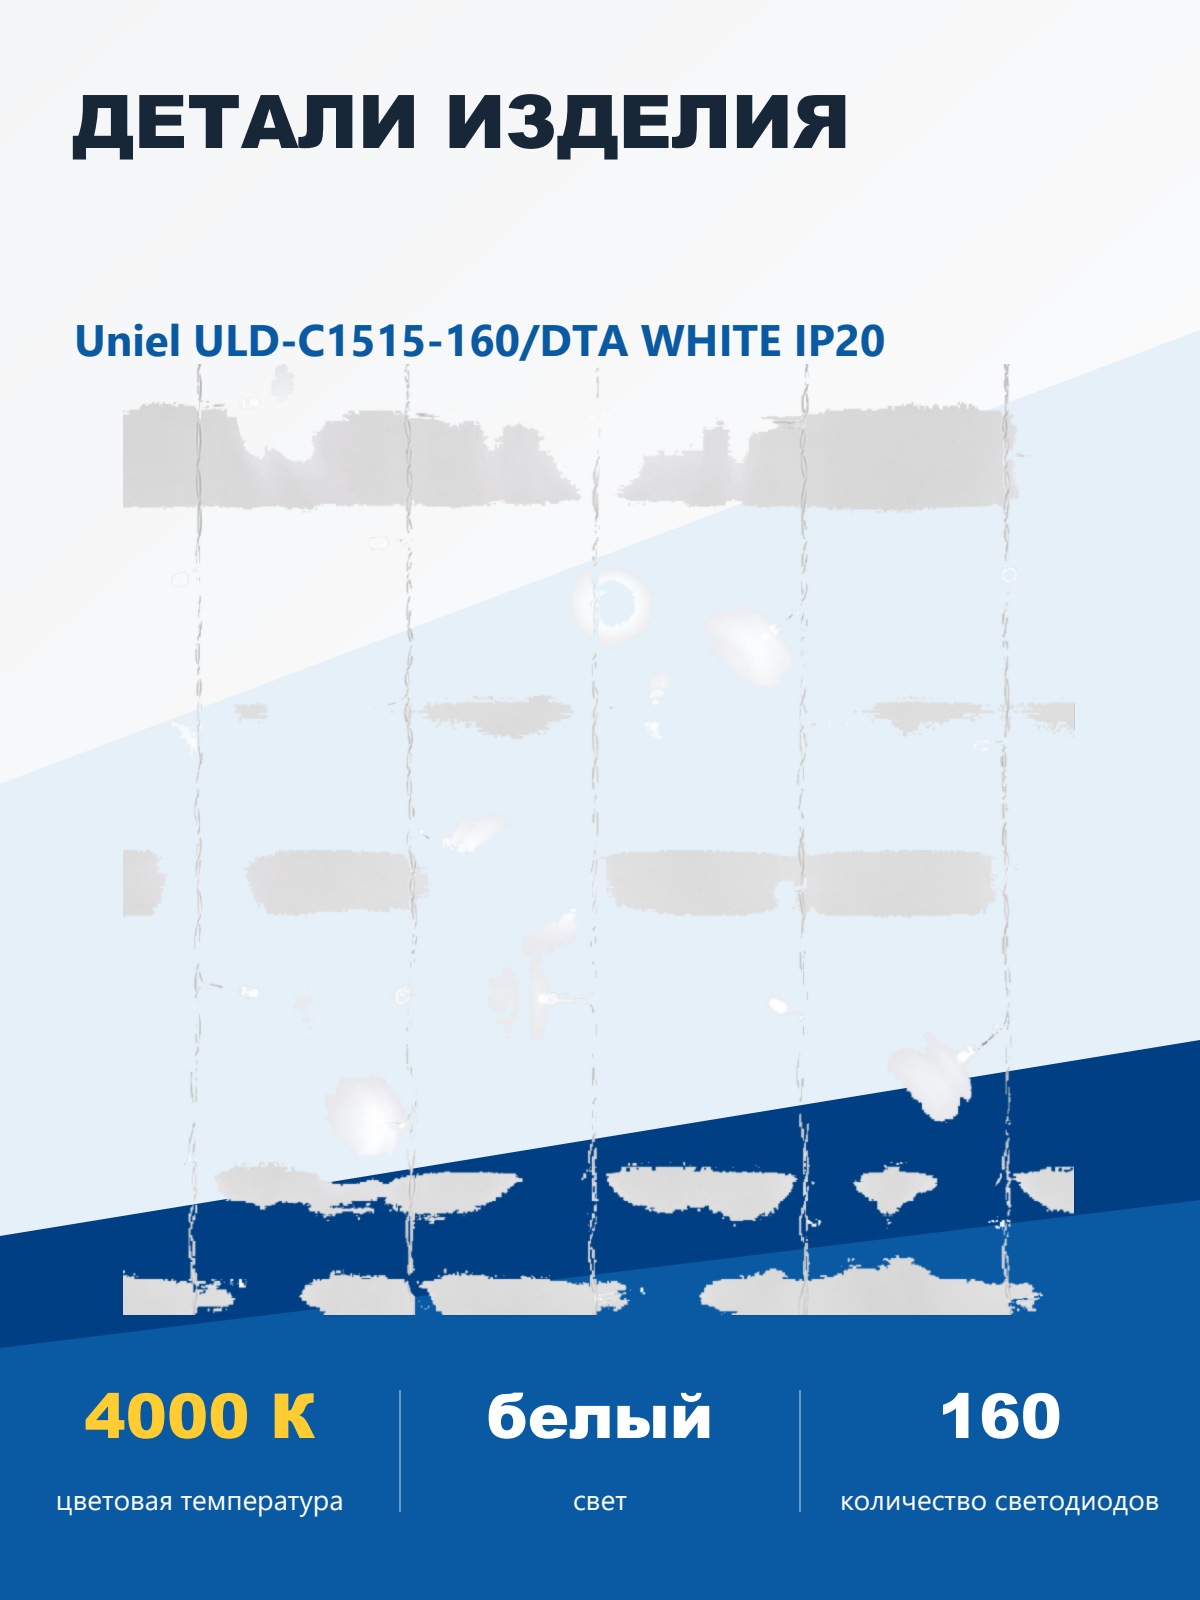 ДЕТАЛИ ИЗДЕЛИЯ
Uniel ULD-C1515-160/DTA WHITE IP20
4000 К
белый
160
цветовая температура
свет
количество светодиодов